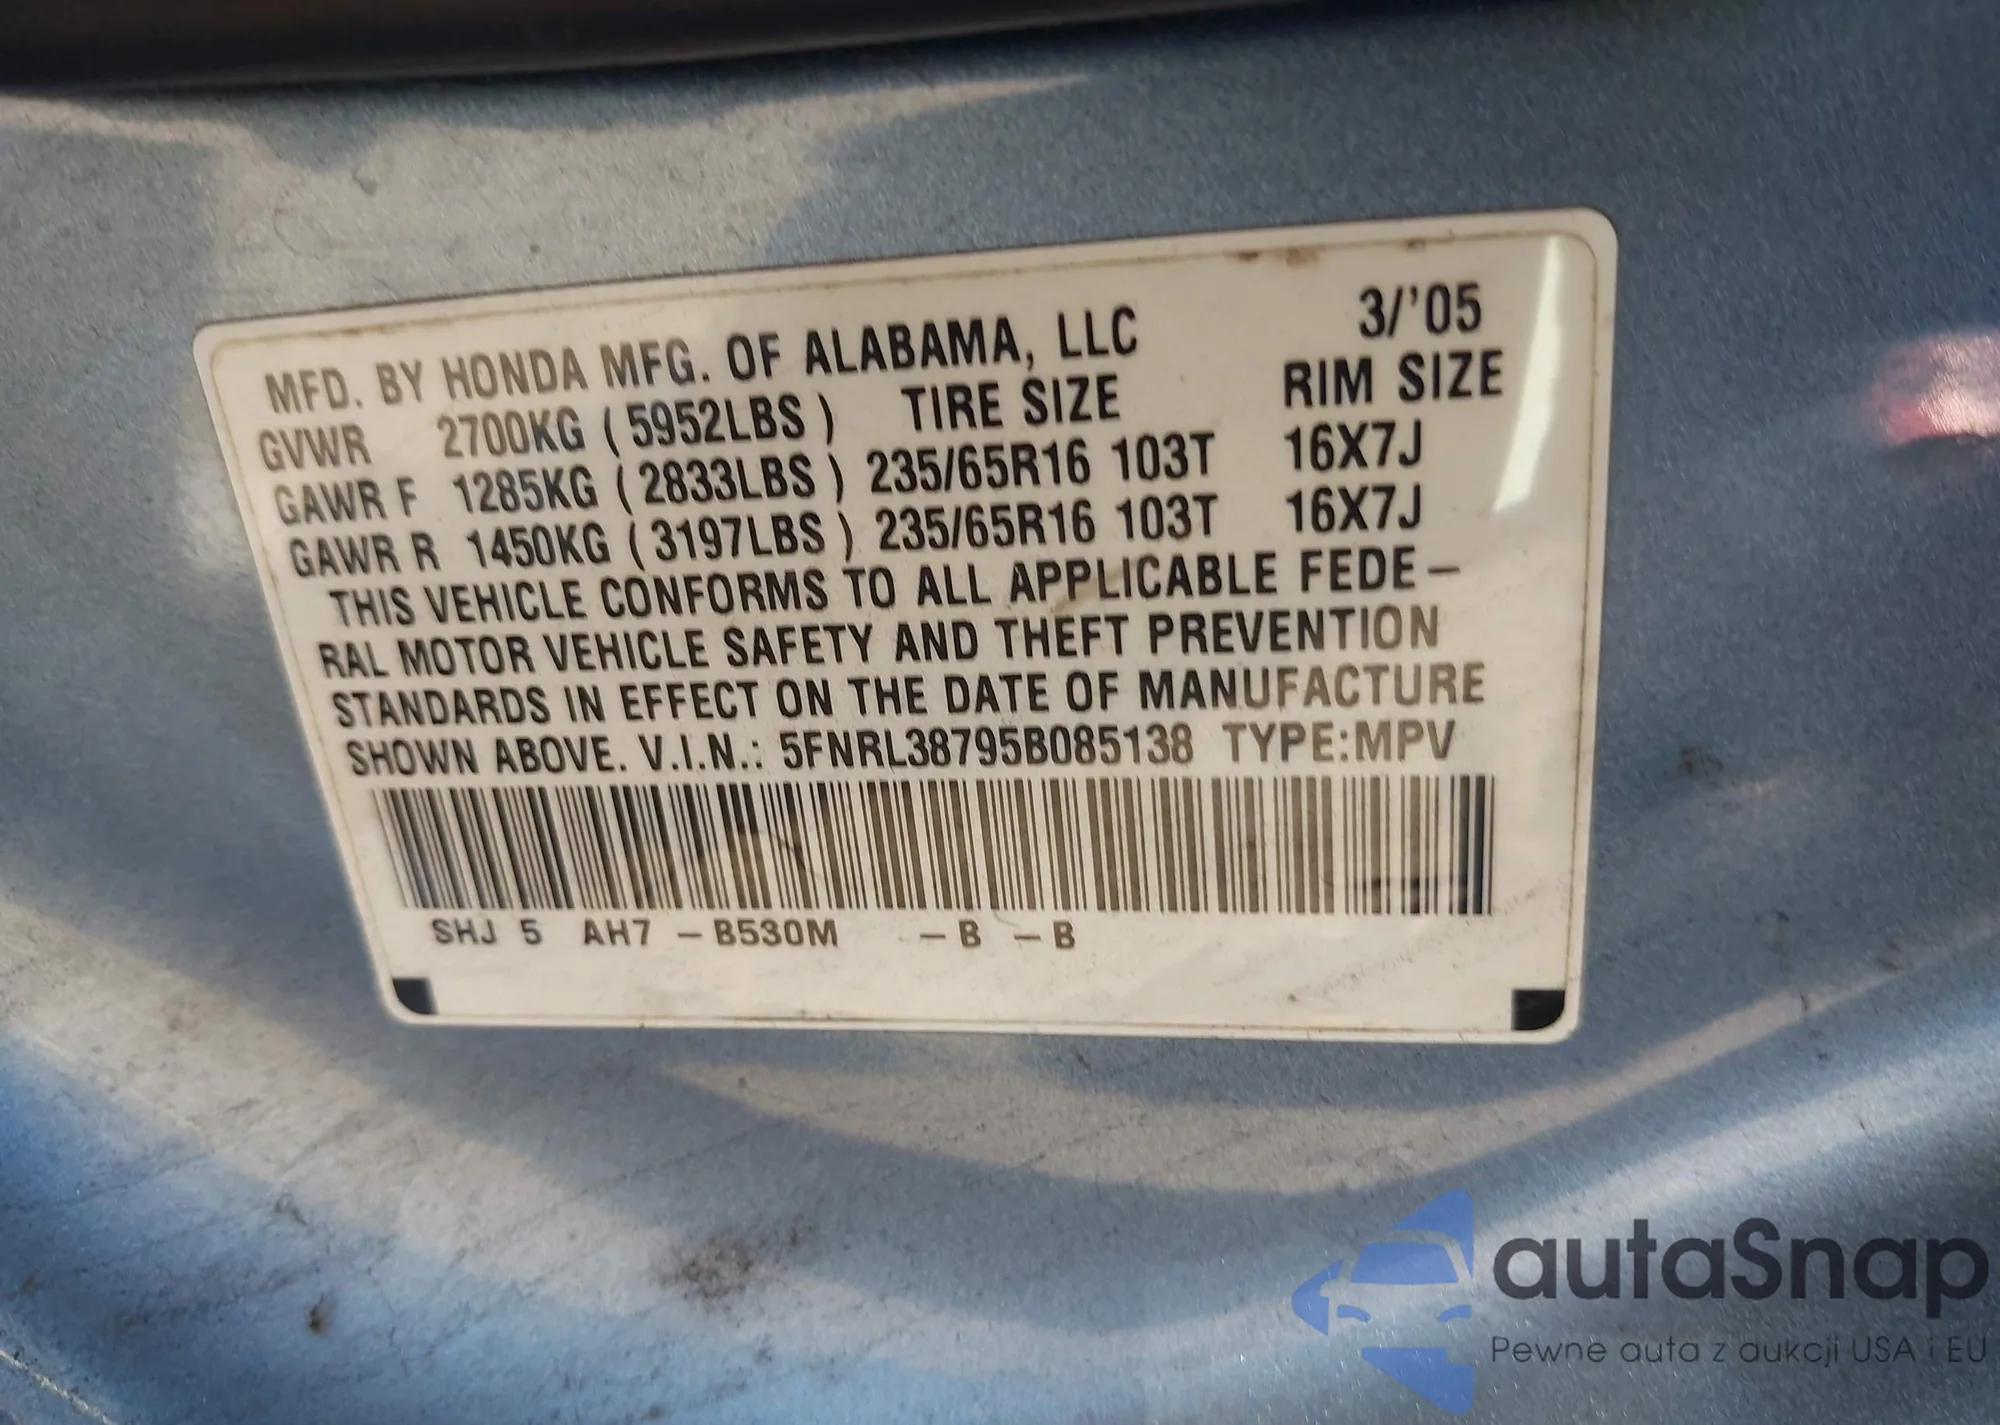 MFD. BY HONDA MFG. OF ALABAMA, LLC 3/'05
GVWR 2700KG ( 5952LBS ) TIRE SIZE RIM SIZE
GAWR F 1285KG ( 2833LBS ) 235/65R16 103T 16X7J
GAWR R 1450KG ( 3197LBS ) 235/65R16 103T 16X7J
THIS VEHICLE CONFORMS TO ALL APPLICABLE FEDE–
RAL MOTOR VEHICLE SAFETY AND THEFT PREVENTION
STANDARDS IN EFFECT ON THE DATE OF MANUFACTURE
SHOWN ABOVE. V.I.N.: 5FNRL38795B085138 TYPE:MPV
SHJ 5 AH7 – B530M – B – B
autaSnap
Pewne auta z aukcji USA i EU